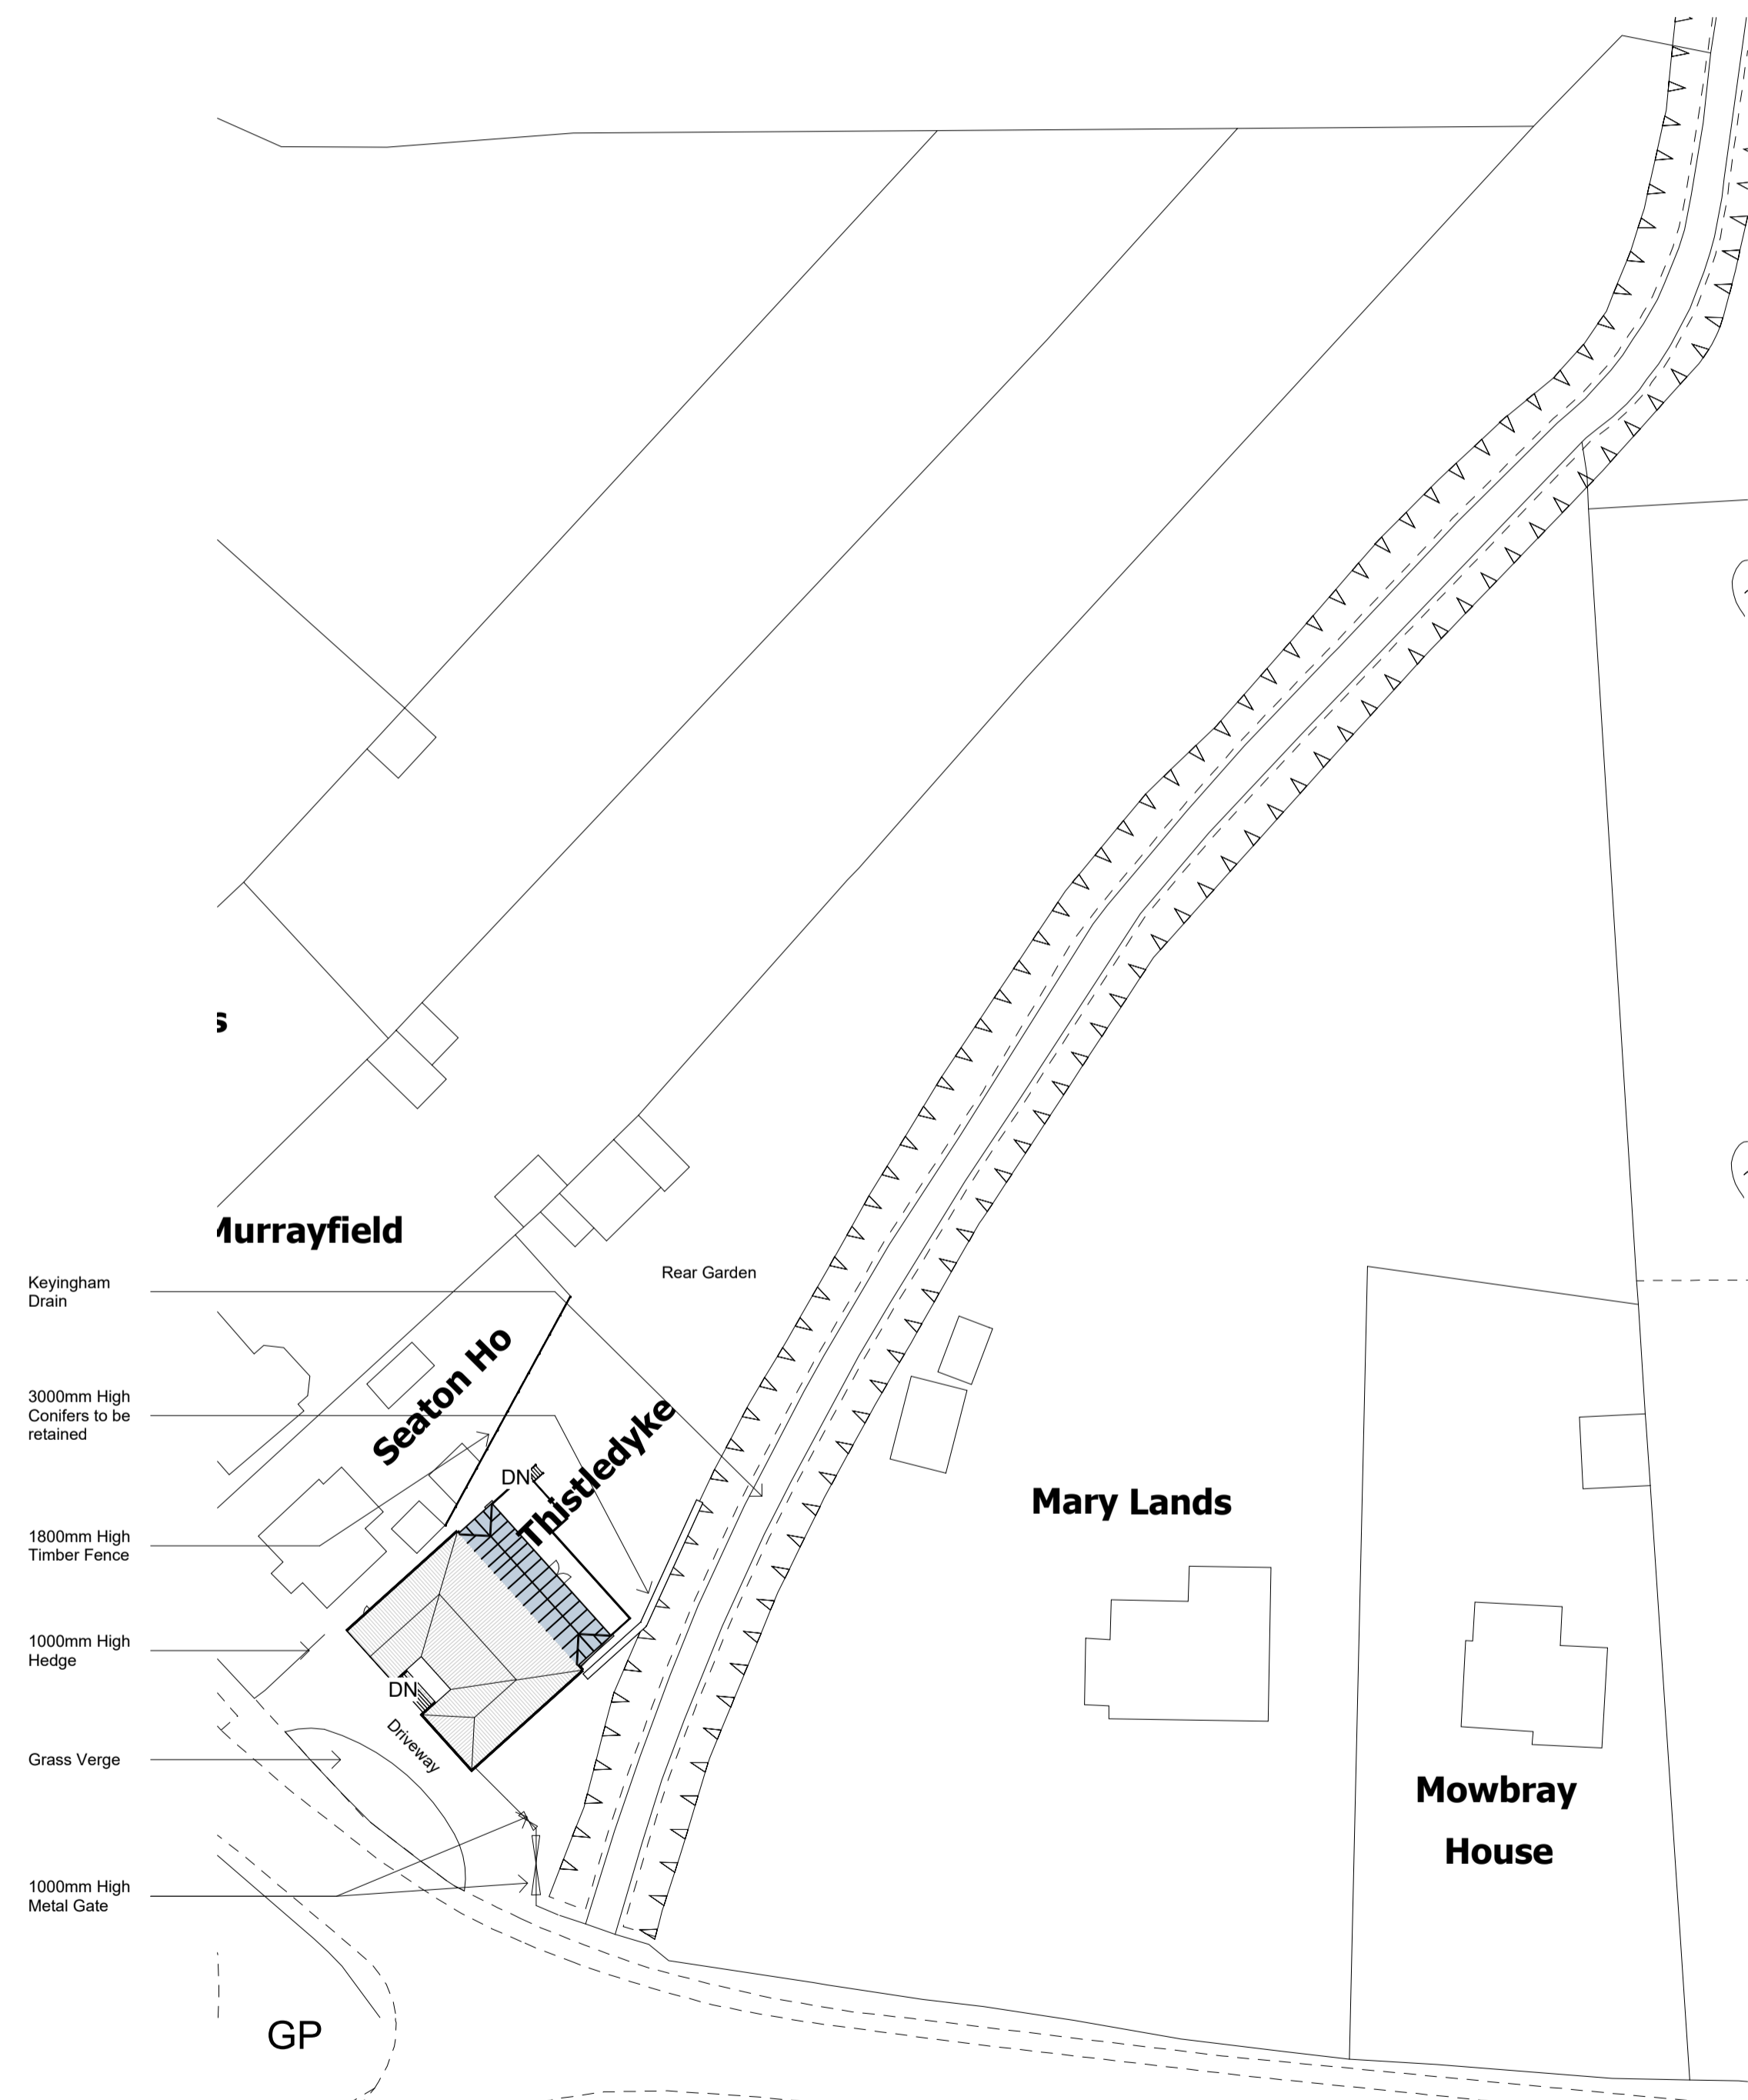 s
Murrayfield
Keyingham
Drain
Rear Garden
Seaton Ho
3000mm High
Conifers to be
retained
Thistledyke
DN
Mary Lands
1800mm High
Timber Fence
1000mm High
Hedge
DN
Driveway
Grass Verge
Mowbray
House
1000mm High
Metal Gate
GP